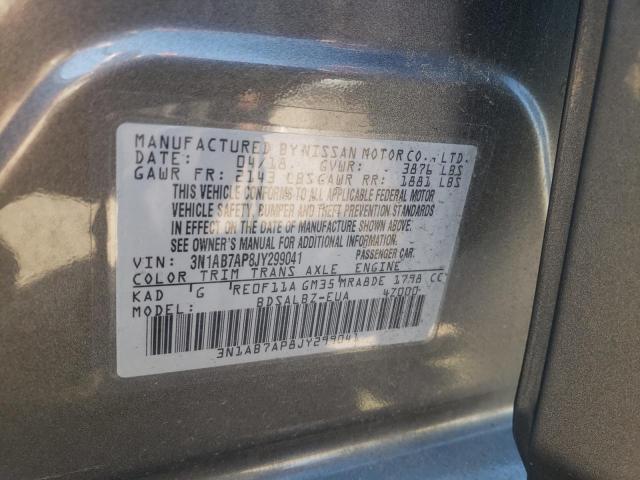 MANUFACTURED BY NISSAN MOTOR CO., LTD.
DATE: 04/18 GVWR: 3876 LBS
GAWR FR: 2143 LBS GAWR RR: 1881 LBS
THIS VEHICLE CONFORMS TO ALL APPLICABLE FEDERAL MOTOR
VEHICLE SAFETY, BUMPER AND THEFT PREVENTION STANDARDS
IN EFFECT ON THE DATE OF MANUFACTURE SHOWN ABOVE.
SEE OWNER'S MANUAL FOR ADDITIONAL INFORMATION.
VIN: 3N1AB7AP8JY299041 PASSENGER CAR.
COLOR TRIM TRANS AXLE ENGINE
KAD G RE0F11A GM35 MRA8DE 1798 CC
MODEL: BDSALBZ-EUA 47000
3N1AB7AP8JY299041